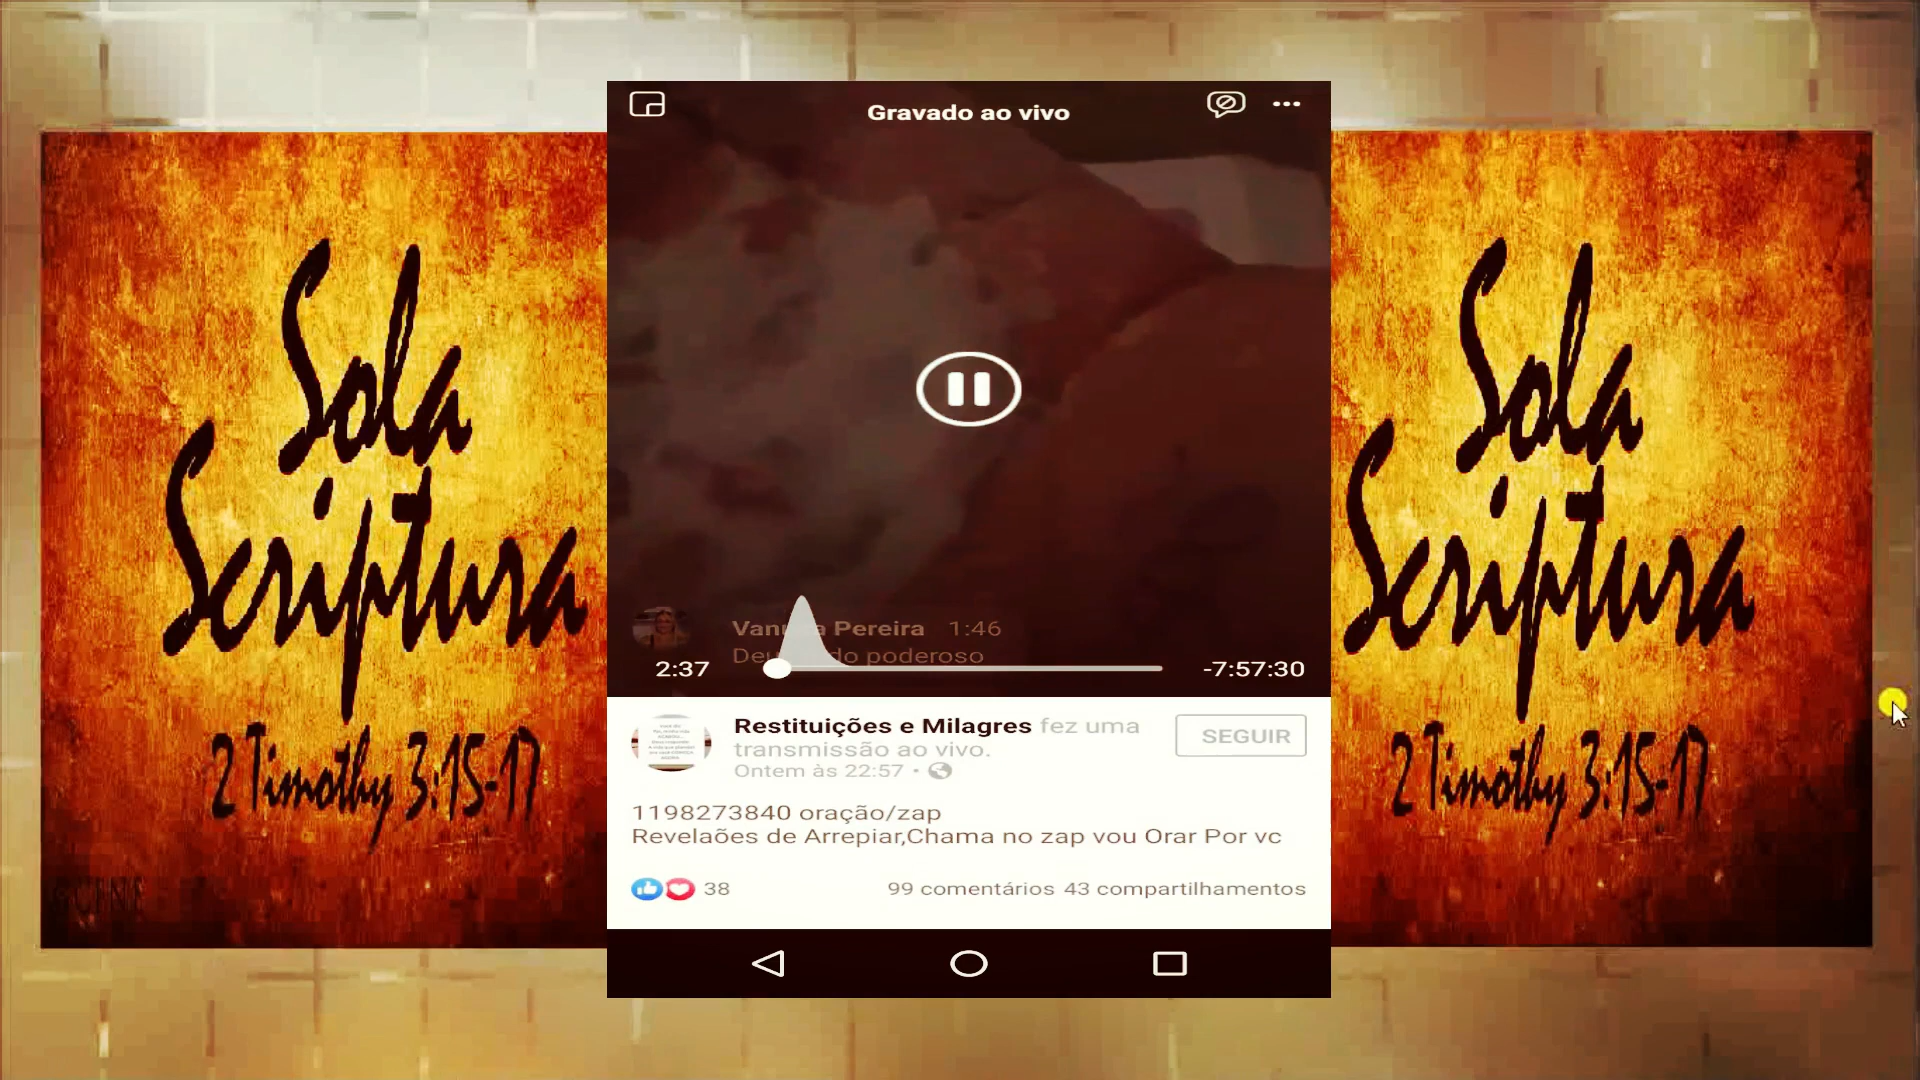 Gravado ao vivo
Sola
Scriptura
2 Timothy 3:15-17
Pereira 1:46
poderoso
2:37
-7:57:30
Restituições e Milagres fez uma
transmissão ao vivo.
Ontem às 22:57 ·
SEGUIR
1198273840 oração/zap
Revelaões de Arrepiar,Chama no zap vou Orar Por vc
38
99 comentários 43 compartilhamentos
Sola
Scriptura
2 Timothy 3:15-17